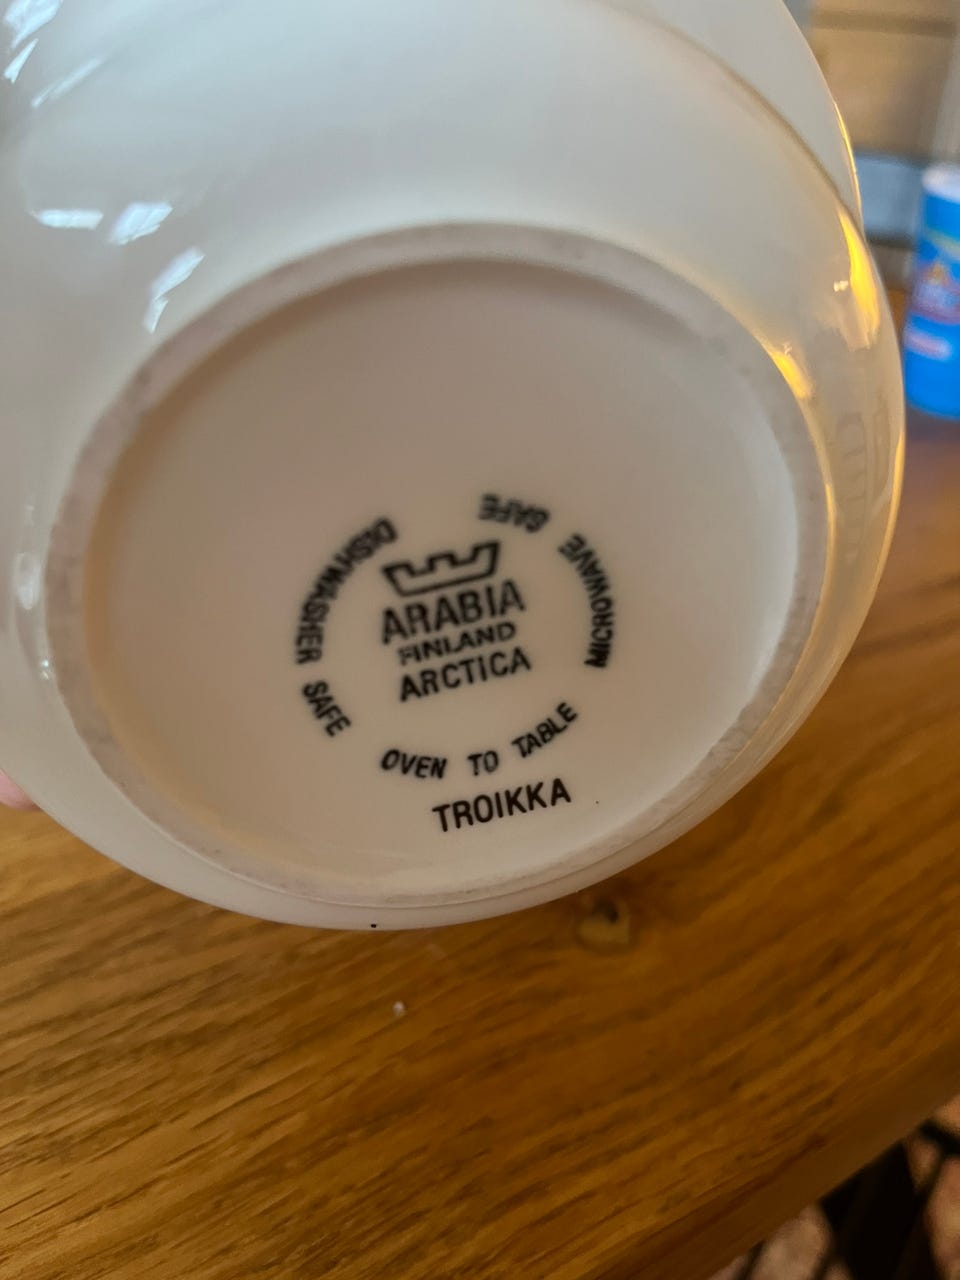 DISHWASHER SAFE
MICROWAVE SAFE
ARABIA
FINLAND
ARCTICA
OVEN TO TABLE
TROIKKA